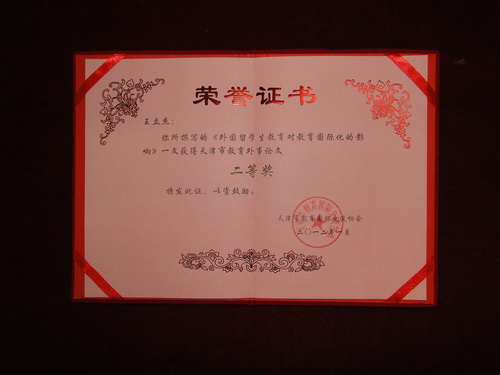 荣誉证书
王立杰：
你所撰写的《外国留学生教育对教育国际化的影
响》一文获得天津市教育外事论文
二等奖
特发此证，以资鼓励。
天津市教育国际交流协会
二〇一二年一月